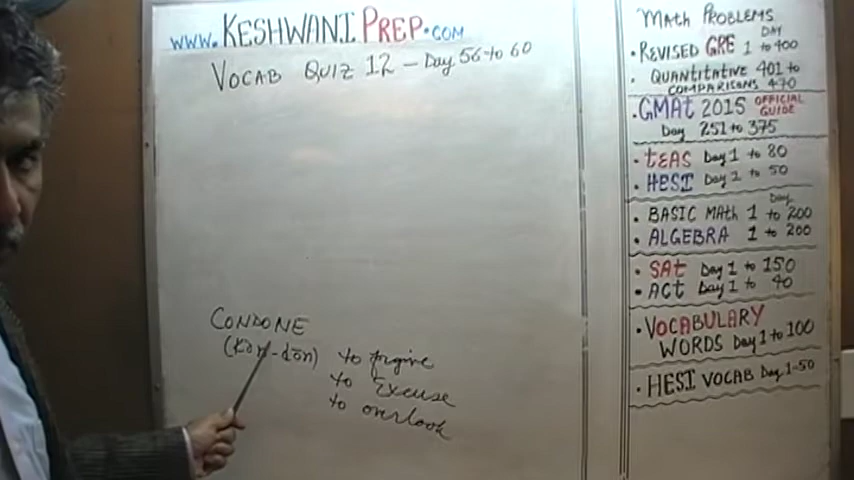 www.KESHWANI PREP.COM
VOCAB QUIZ 12 - Day 56 to 60
CONDONE
(Kən-dōn) to forgive
to Excuse
to overlook
MATH PROBLEMS
• REVISED GRE DAY 1 to 400
• QUANTITATIVE COMPARISONS 401 to 470
• GMAt 2015 OFFICIAL GUIDE
Day 251 to 375
• tEAS Day 1 to 80
• HESI Day 1 to 50
• BASIC MAth Day 1 to 200
• ALGEBRA 1 to 200
• SAt Day 1 to 150
• ACt Day 1 to 40
• VOCABULARY
WORDS Day 1 to 100
• HESI VOCAB Day 1-50